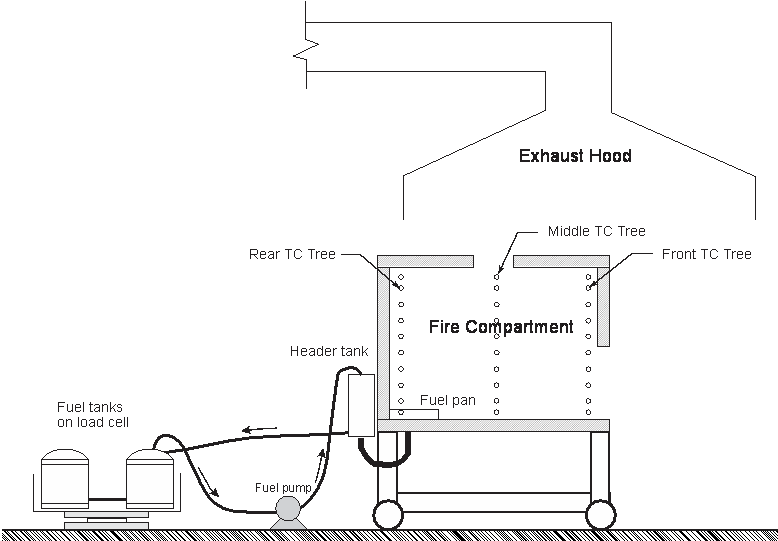 Exhaust Hood
Middle TC Tree
Rear TC Tree
Front TC Tree
Fire Compartment
Header tank
Fuel pan
Fuel tanks
on load cell
Fuel pump